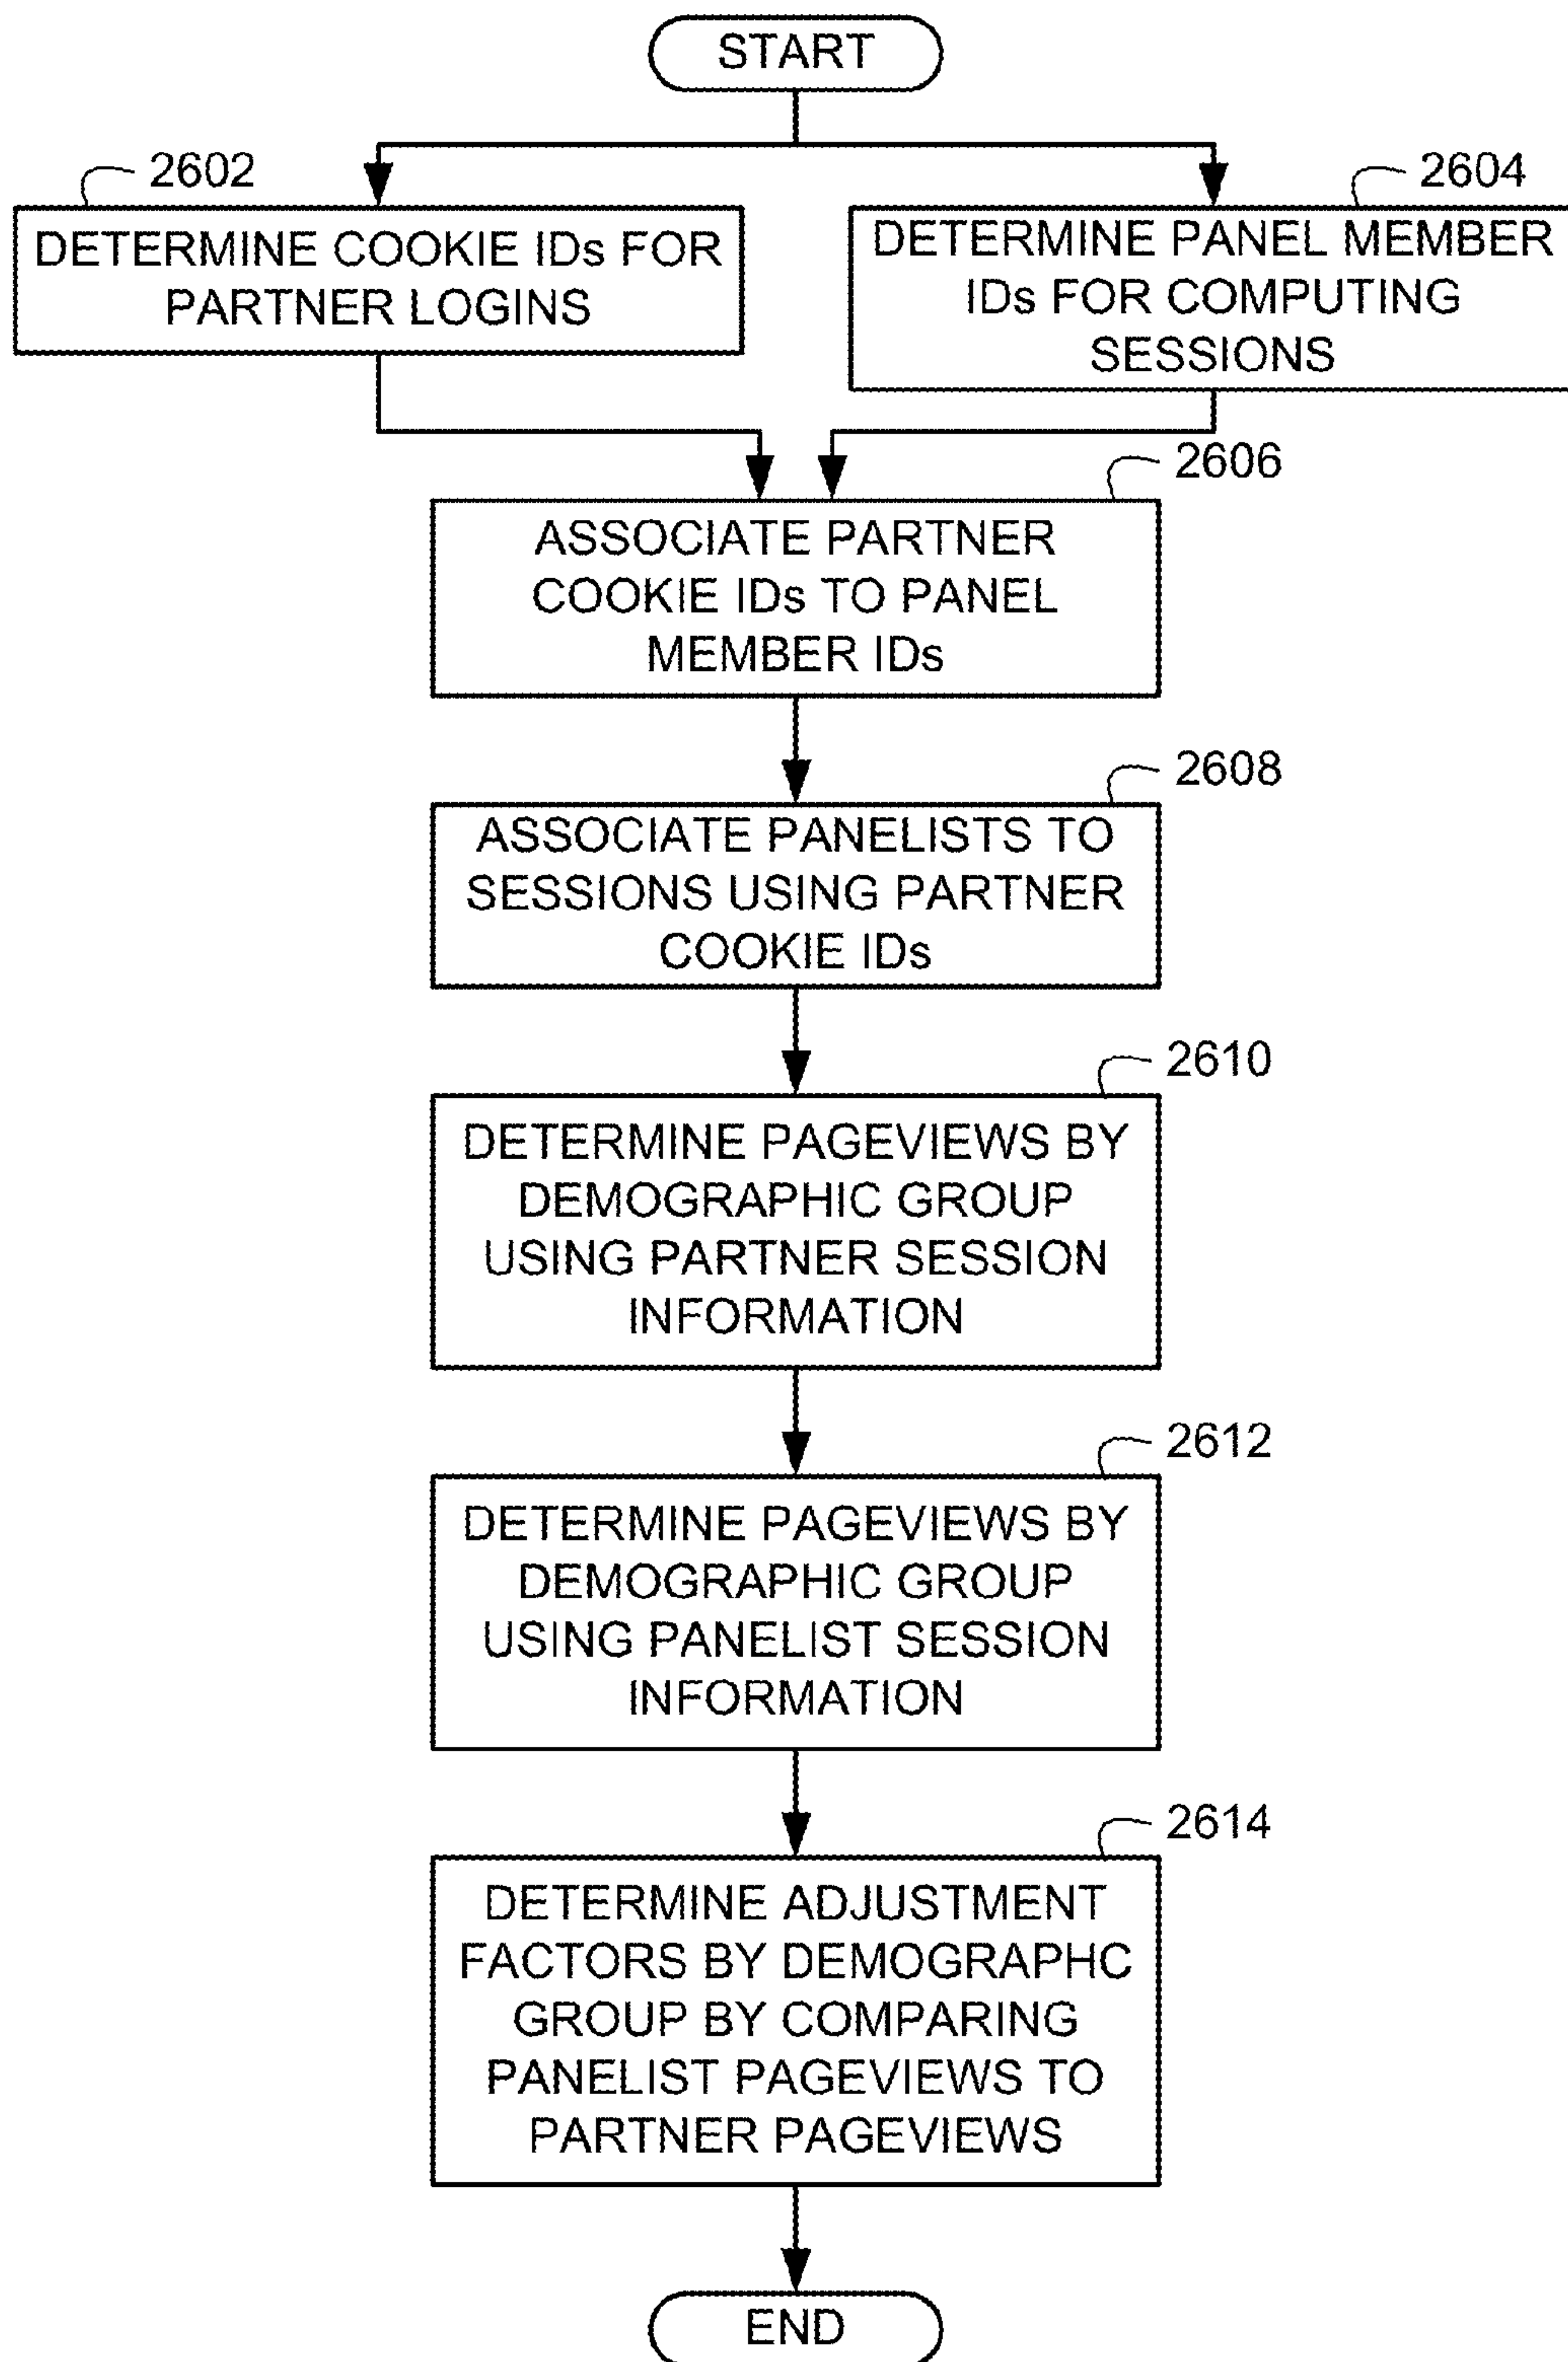 START
2602
2604
DETERMINE COOKIE IDs FOR
PARTNER LOGINS
DETERMINE PANEL MEMBER
IDs FOR COMPUTING
SESSIONS
2606
ASSOCIATE PARTNER
COOKIE IDs TO PANEL
MEMBER IDs
2608
ASSOCIATE PANELISTS TO
SESSIONS USING PARTNER
COOKIE IDs
2610
DETERMINE PAGEVIEWS BY
DEMOGRAPHIC GROUP
USING PARTNER SESSION
INFORMATION
2612
DETERMINE PAGEVIEWS BY
DEMOGRAPHIC GROUP
USING PANELIST SESSION
INFORMATION
2614
DETERMINE ADJUSTMENT
FACTORS BY DEMOGRAPHC
GROUP BY COMPARING
PANELIST PAGEVIEWS TO
PARTNER PAGEVIEWS
END